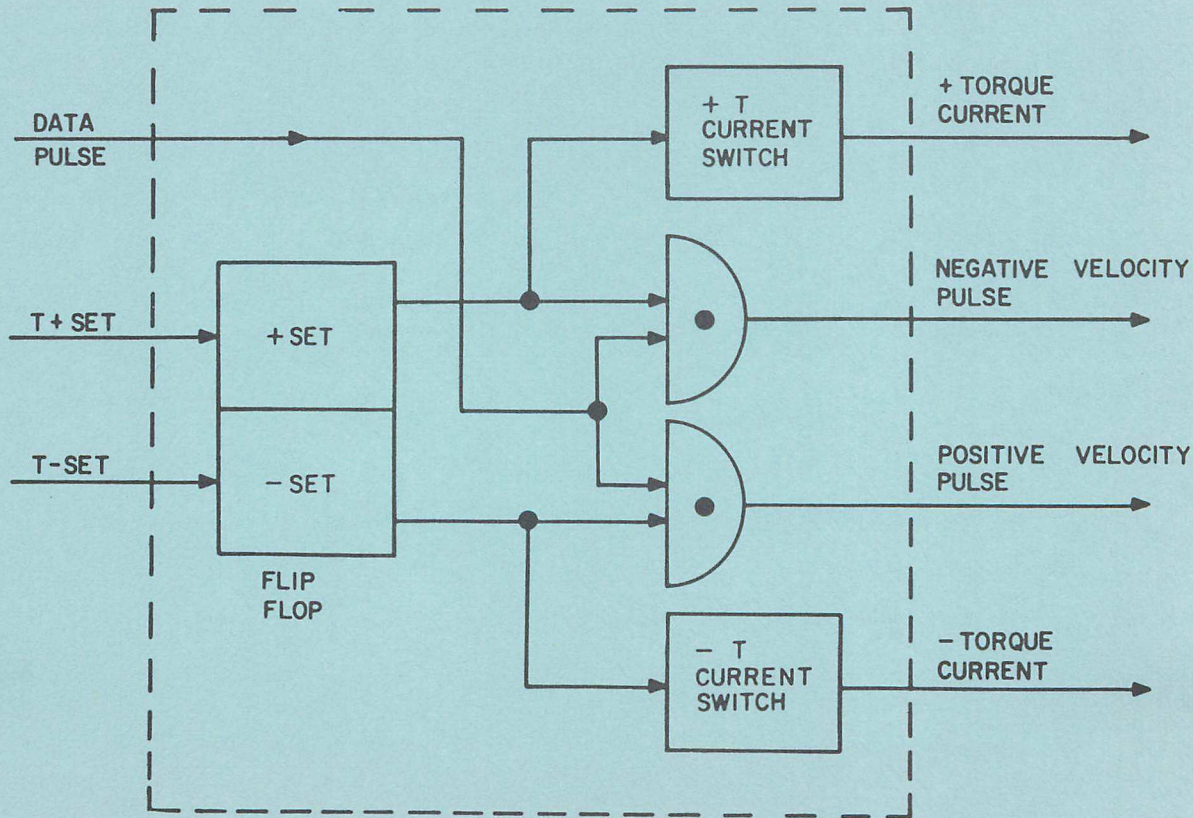 DATA
PULSE
+ T
CURRENT
SWITCH
+ TORQUE
CURRENT
T+SET
+ SET
NEGATIVE VELOCITY
PULSE
T-SET
- SET
POSITIVE VELOCITY
PULSE
FLIP
FLOP
- T
CURRENT
SWITCH
- TORQUE
CURRENT